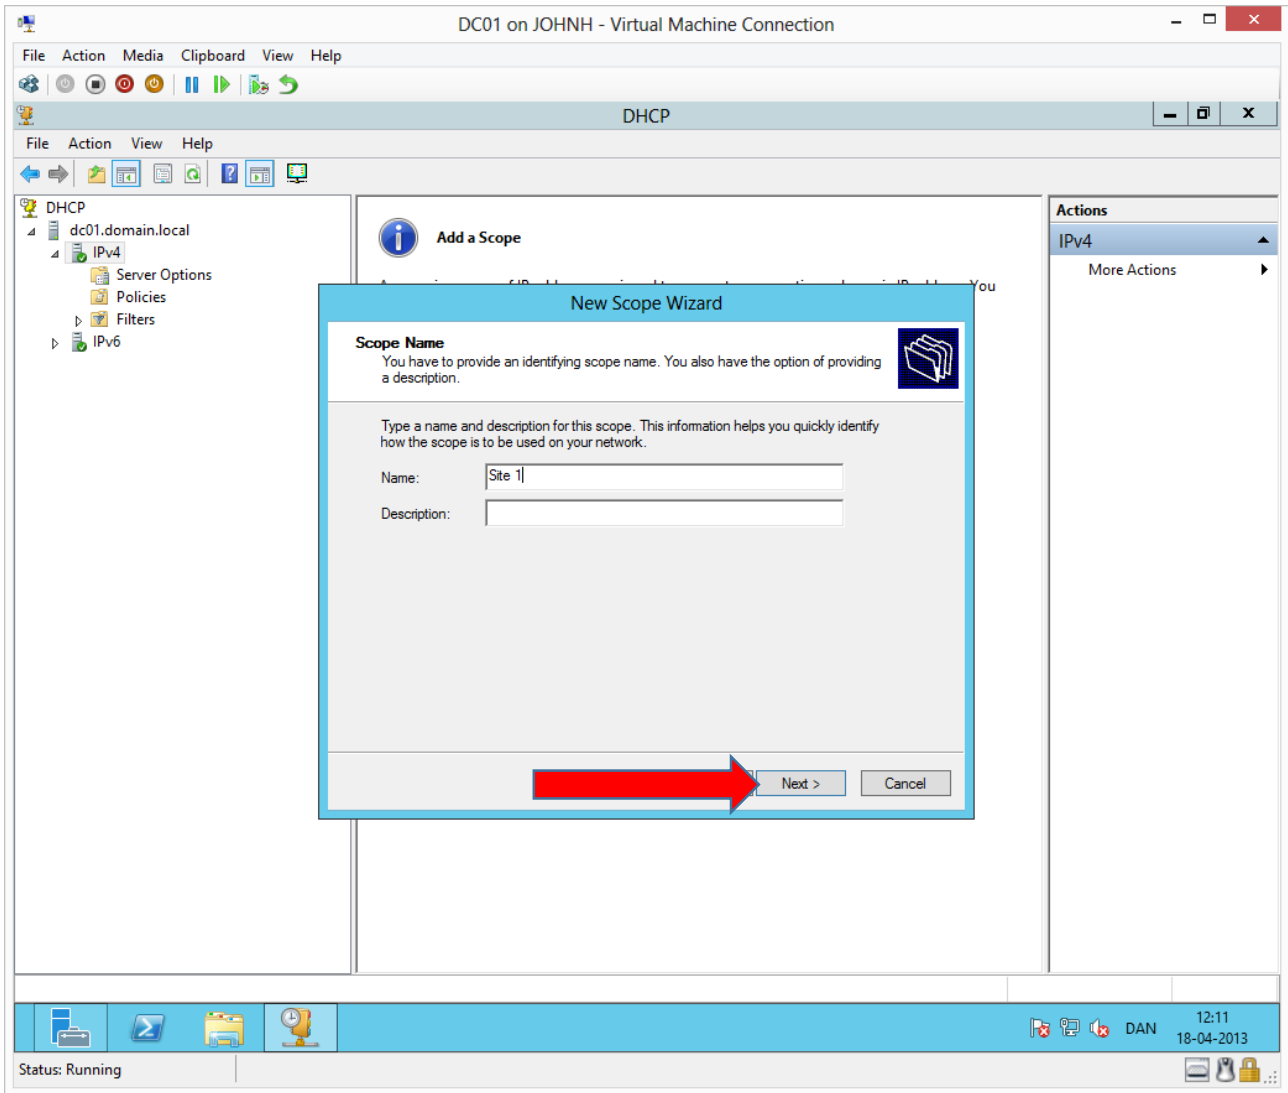 DC01 on JOHNH - Virtual Machine Connection
File Action Media Clipboard View Help
DHCP
File Action View Help
DHCP
dc01.domain.local
IPv4
Server Options
Policies
Filters
IPv6
Add a Scope
You
Actions
IPv4
More Actions
New Scope Wizard
Scope Name
You have to provide an identifying scope name. You also have the option of providing
a description.
Type a name and description for this scope. This information helps you quickly identify
how the scope is to be used on your network.
Name: Site 1
Description:
Next >
Cancel
DAN
12:11
18-04-2013
Status: Running